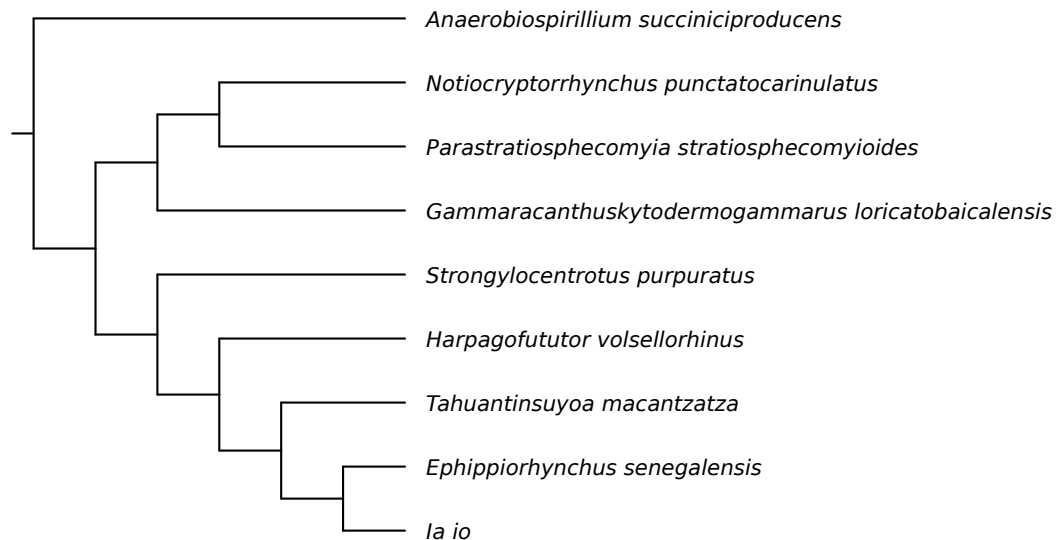 Anaerobiospirillium succiniciproducens
Notiocryptorrhynchus punctatocarinulatus
Parastratiosphecomyia stratiosphecomyioides
Gammaracanthuskytodermogammarus loricatobaicalensis
Strongylocentrotus purpuratus
Harpagofututor volsellorhinus
Tahuantinsuyoa macantzatza
Ephippiorhynchus senegalensis
Ia io